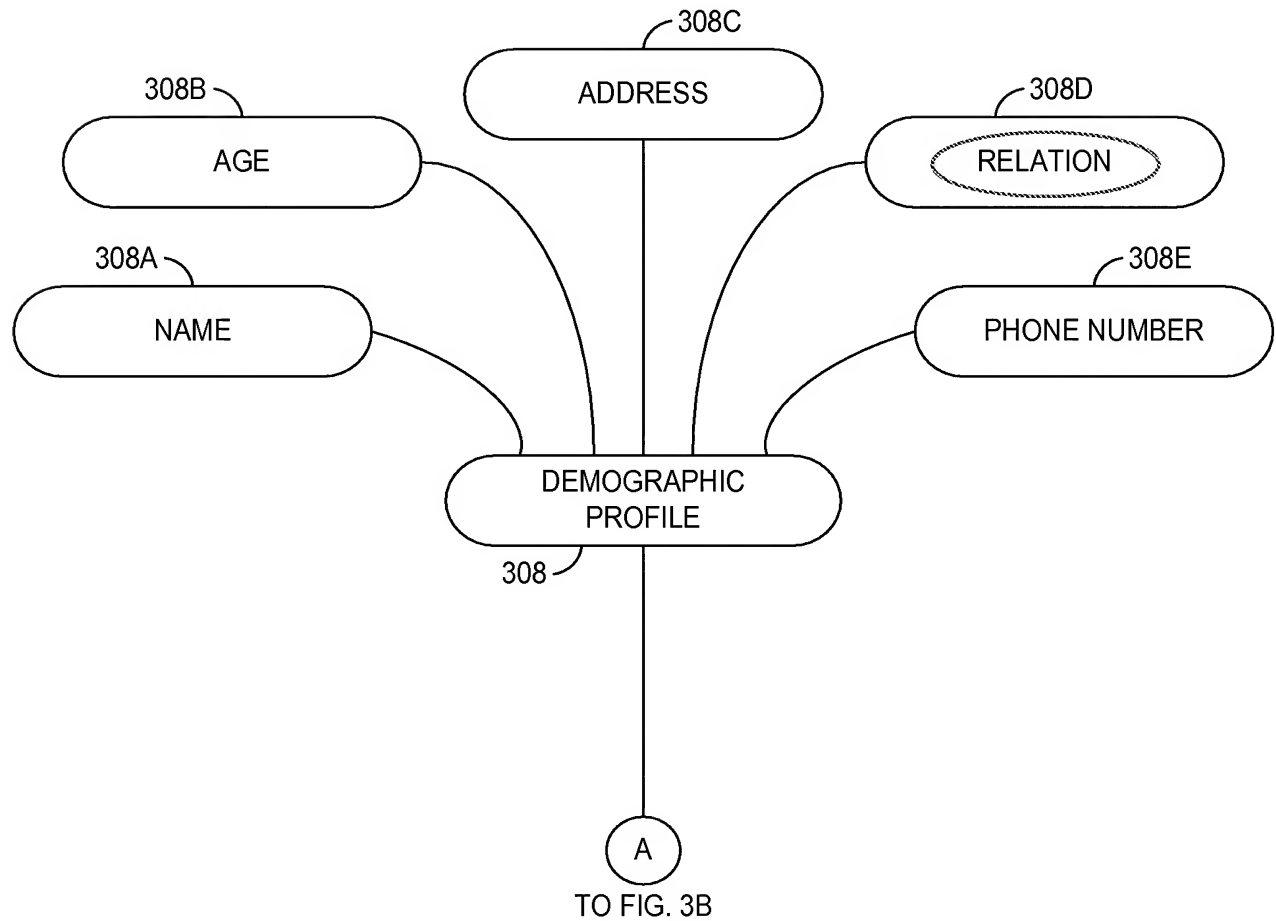 308C
ADDRESS
308B
AGE
308D
RELATION
308A
NAME
308E
PHONE NUMBER
DEMOGRAPHIC
PROFILE
308
A
TO FIG. 3B